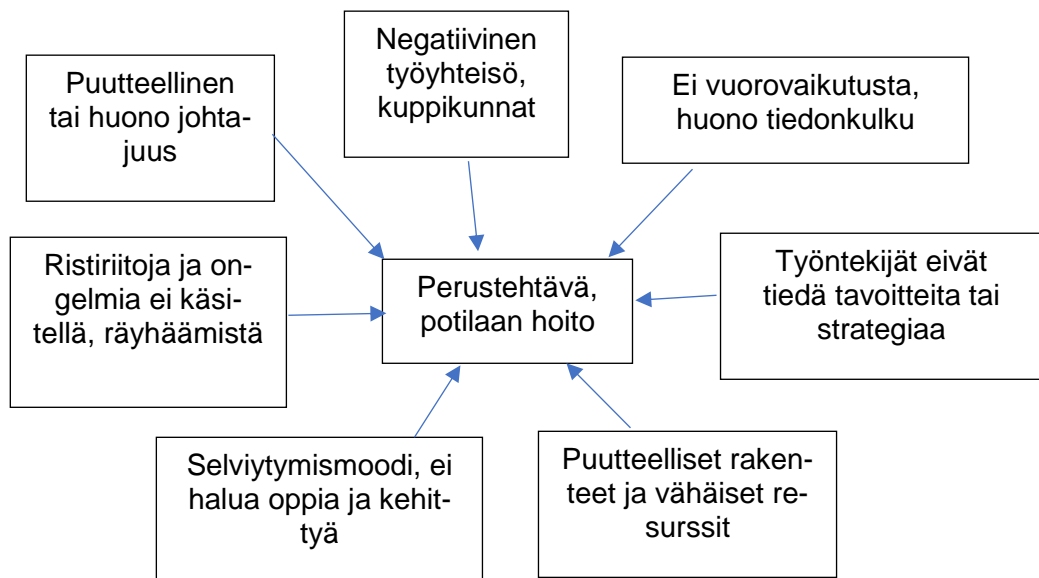 Puutteellinen
tai huono johta-
juus
Negatiivinen
työyhteisö,
kuppikunnat
Ei vuorovaikutusta,
huono tiedonkulku
Ristiriitoja ja on-
gelmia ei käsi-
tellä, räyhäämistä
Perustehtävä,
potilaan hoito
Työntekijät eivät
tiedä tavoitteita tai
strategiaa
Selviytymismoodi, ei
halua oppia ja kehit-
tyä
Puutteelliset raken-
teet ja vähäiset re-
surssit